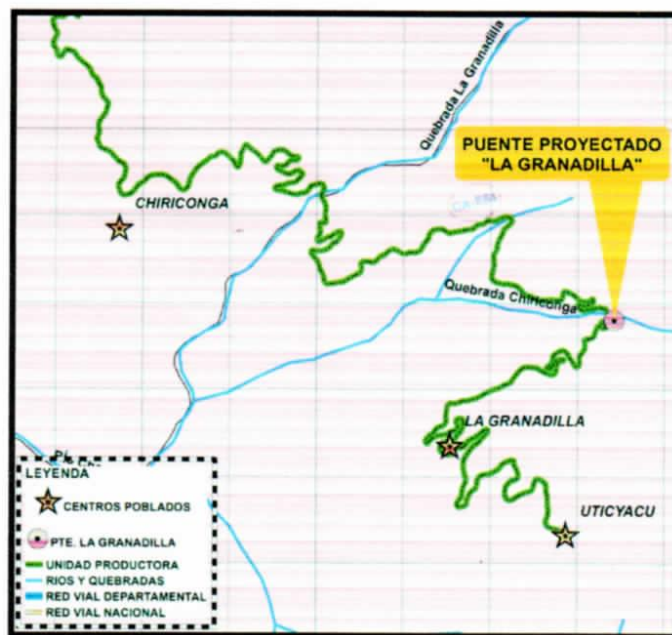 Quebrada La Granadilla
PUENTE PROYECTADO
"LA GRANADILLA"
CHIRICONGA
Quebrada Chiriconga
LA GRANADILLA
UTICYACU
LEYENDA
CENTROS POBLADOS
PTE. LA GRANADILLA
UNIDAD PRODUCTORA
RIOS Y QUEBRADAS
RED VIAL DEPARTAMENTAL
RED VIAL NACIONAL